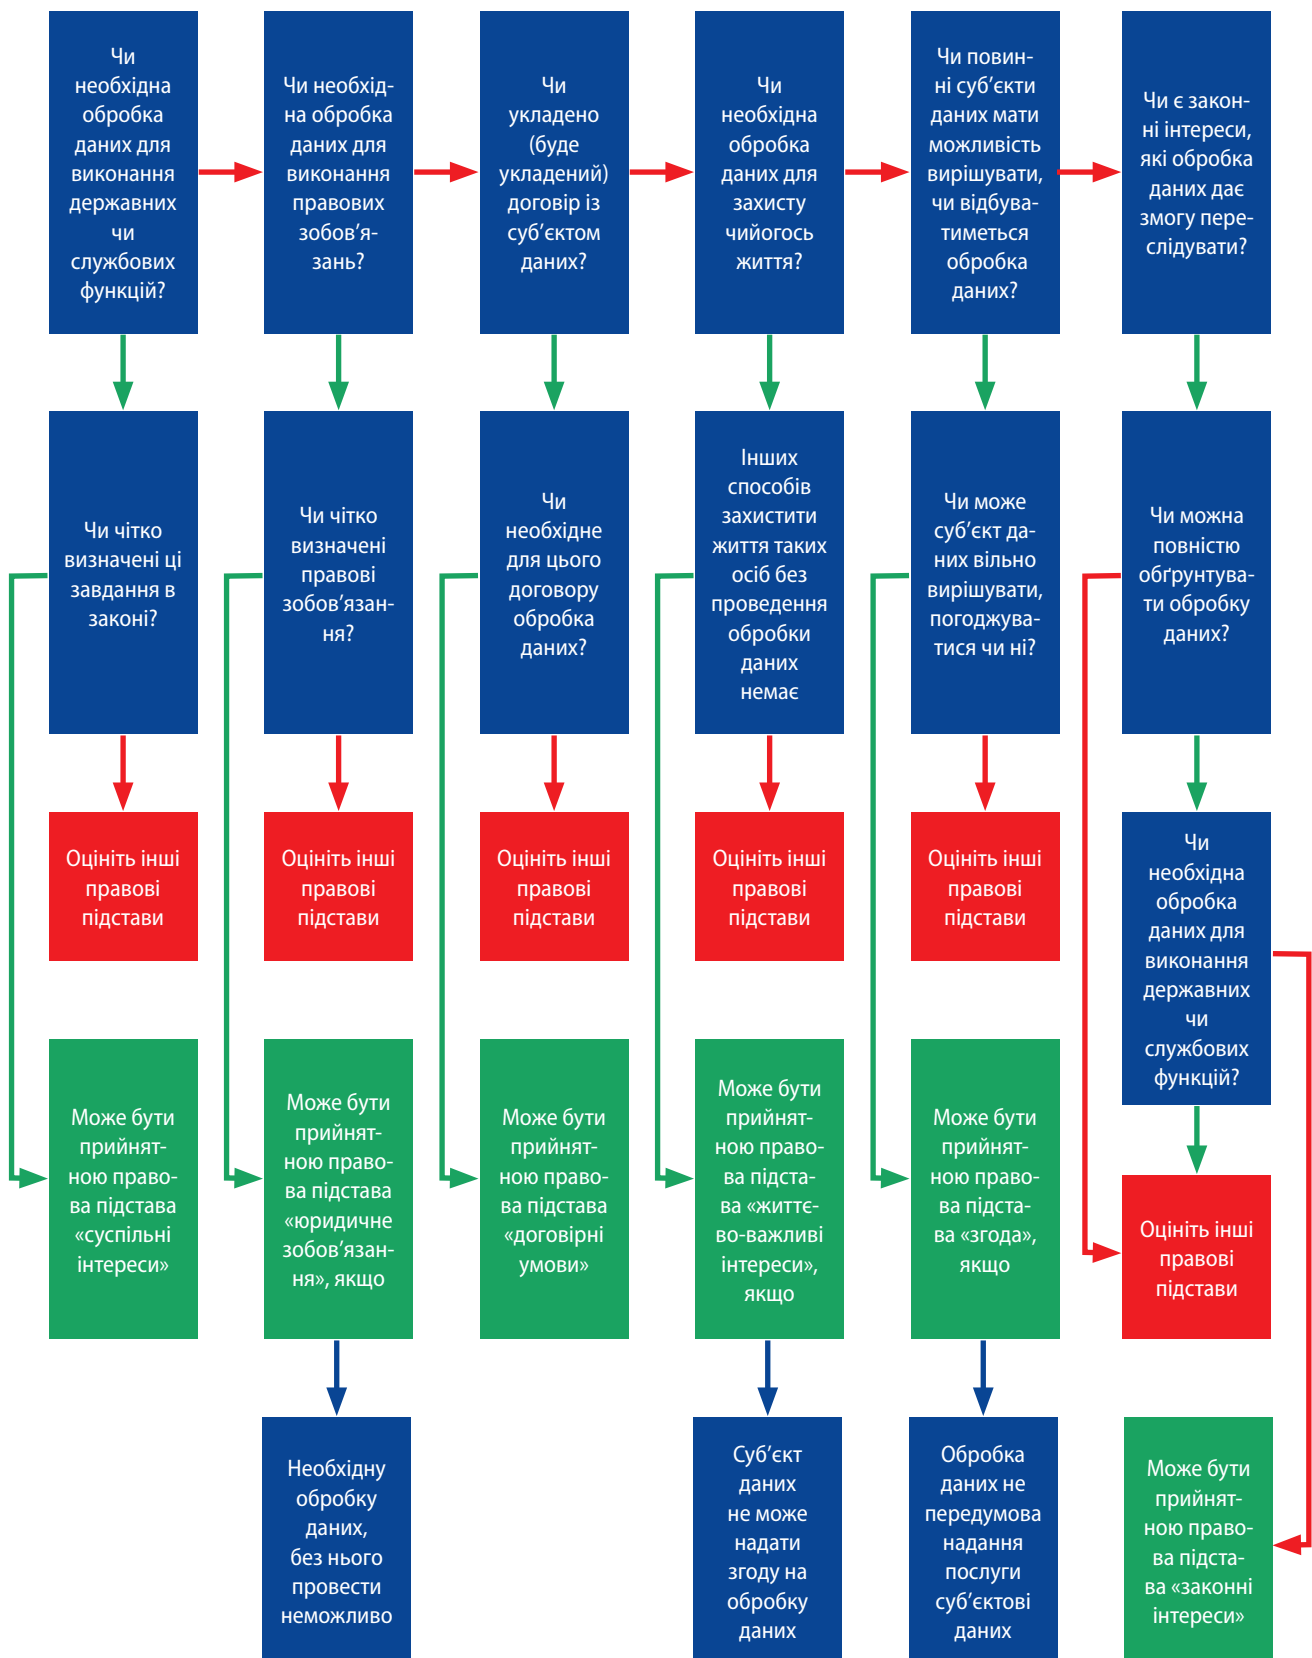 Чи
необхідна
обробка
даних для
виконання
державних
чи
службових
функцій?
Чи необхід-
на обробка
даних для
виконання
правових
зобов'я-
зань?
Чи
укладено
(буде
укладений)
договір із
суб'єктом
даних?
Чи
необхідна
обробка
даних для
захисту
чийогось
життя?
Чи повин-
ні суб'єкти
даних мати
можливість
вирішувати,
чи відбува-
тиметься
обробка
даних?
Чи є закон-
ні інтереси,
які обробка
даних дає
змогу пере-
слідувати?
Чи чітко
визначені ці
завдання в
законі?
Чи чітко
визначені
правові
зобов'язан-
ня?
Чи
необхідне
для цього
договору
обробка
даних?
Інших
способів
захистити
життя таких
осіб без
проведення
обробки
даних
немає
Чи може
суб'єкт да-
них вільно
вирішувати,
погоджува-
тися чи ні?
Чи можна
повністю
обґрунтува-
ти обробку
даних?
Оцініть інші
правові
підстави
Оцініть інші
правові
підстави
Оцініть інші
правові
підстави
Оцініть інші
правові
підстави
Оцініть інші
правові
підстави
Чи
необхідна
обробка
даних для
виконання
державних
чи
службових
функцій?
Може бути
прийнят-
ною право-
ва підстава
«суспільні
інтереси»
Може бути
прийнят-
ною право-
ва підстава
«юридичне
зобов'язан-
ня», якщо
Може бути
прийнят-
ною право-
ва підстава
«договірні
умови»
Може бути
прийнят-
ною право-
ва підста-
ва «життє-
во-важливі
інтереси»,
якщо
Може бути
прийнят-
ною право-
ва підста-
ва «згода»,
якщо
Оцініть інші
правові
підстави
Необхідну
обробку
даних,
без нього
провести
неможливо
Суб'єкт
даних
не може
надати
згоду на
обробку
даних
Обробка
даних не
передумова
надання
послуги
суб'єктові
даних
Може бути
прийнят-
ною право-
ва підста-
ва «законні
інтереси»